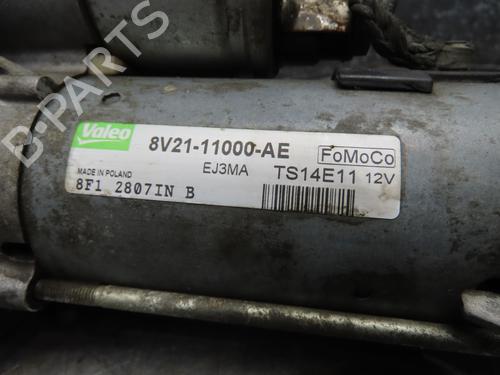 B-PARTS
Valeo
8V21-11000-AE
FoMoCo
MADE IN POLAND
EJ3MA
TS14E11 12V
8F1 2807IN B